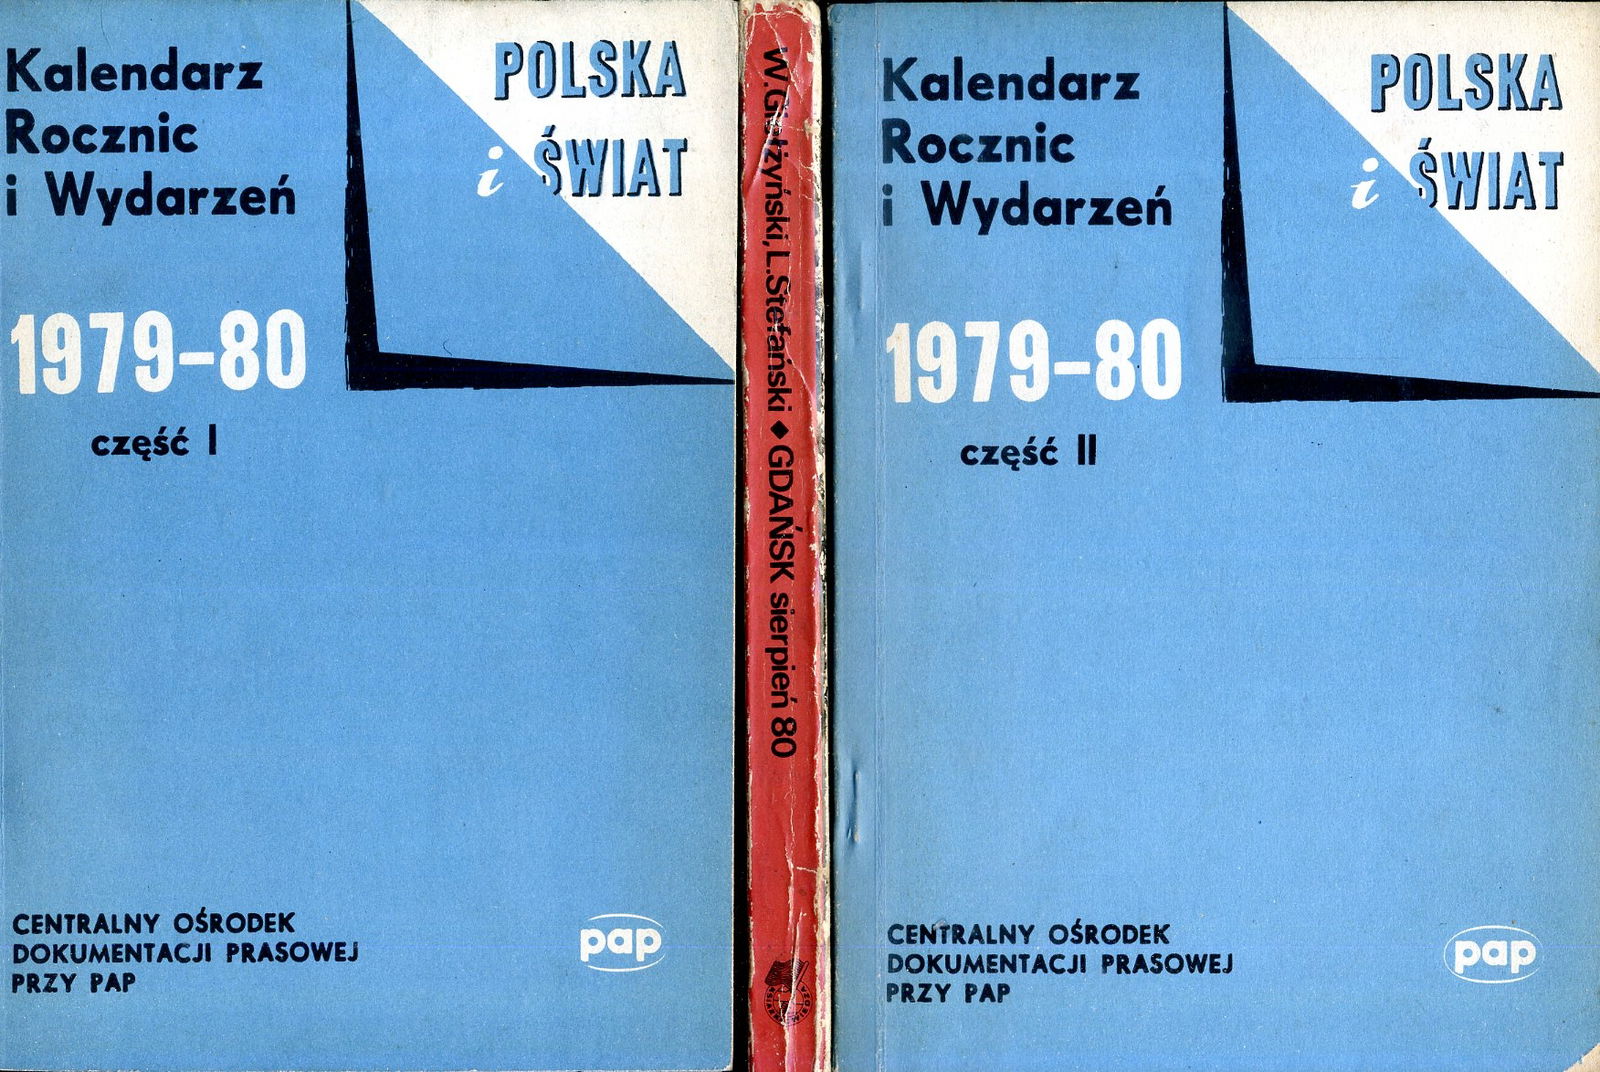 Kalendarz
Rocznic
i Wydarzeń
POLSKA
i ŚWIAT
1979-80
część I
CENTRALNY OŚRODEK
DOKUMENTACJI PRASOWEJ
PRZY PAP
pap
W.Giełżyński, L.Stefański ◆ GDAŃSK sierpień 80
Kalendarz
Rocznic
i Wydarzeń
POLSKA
i ŚWIAT
1979-80
część II
CENTRALNY OŚRODEK
DOKUMENTACJI PRASOWEJ
PRZY PAP
pap